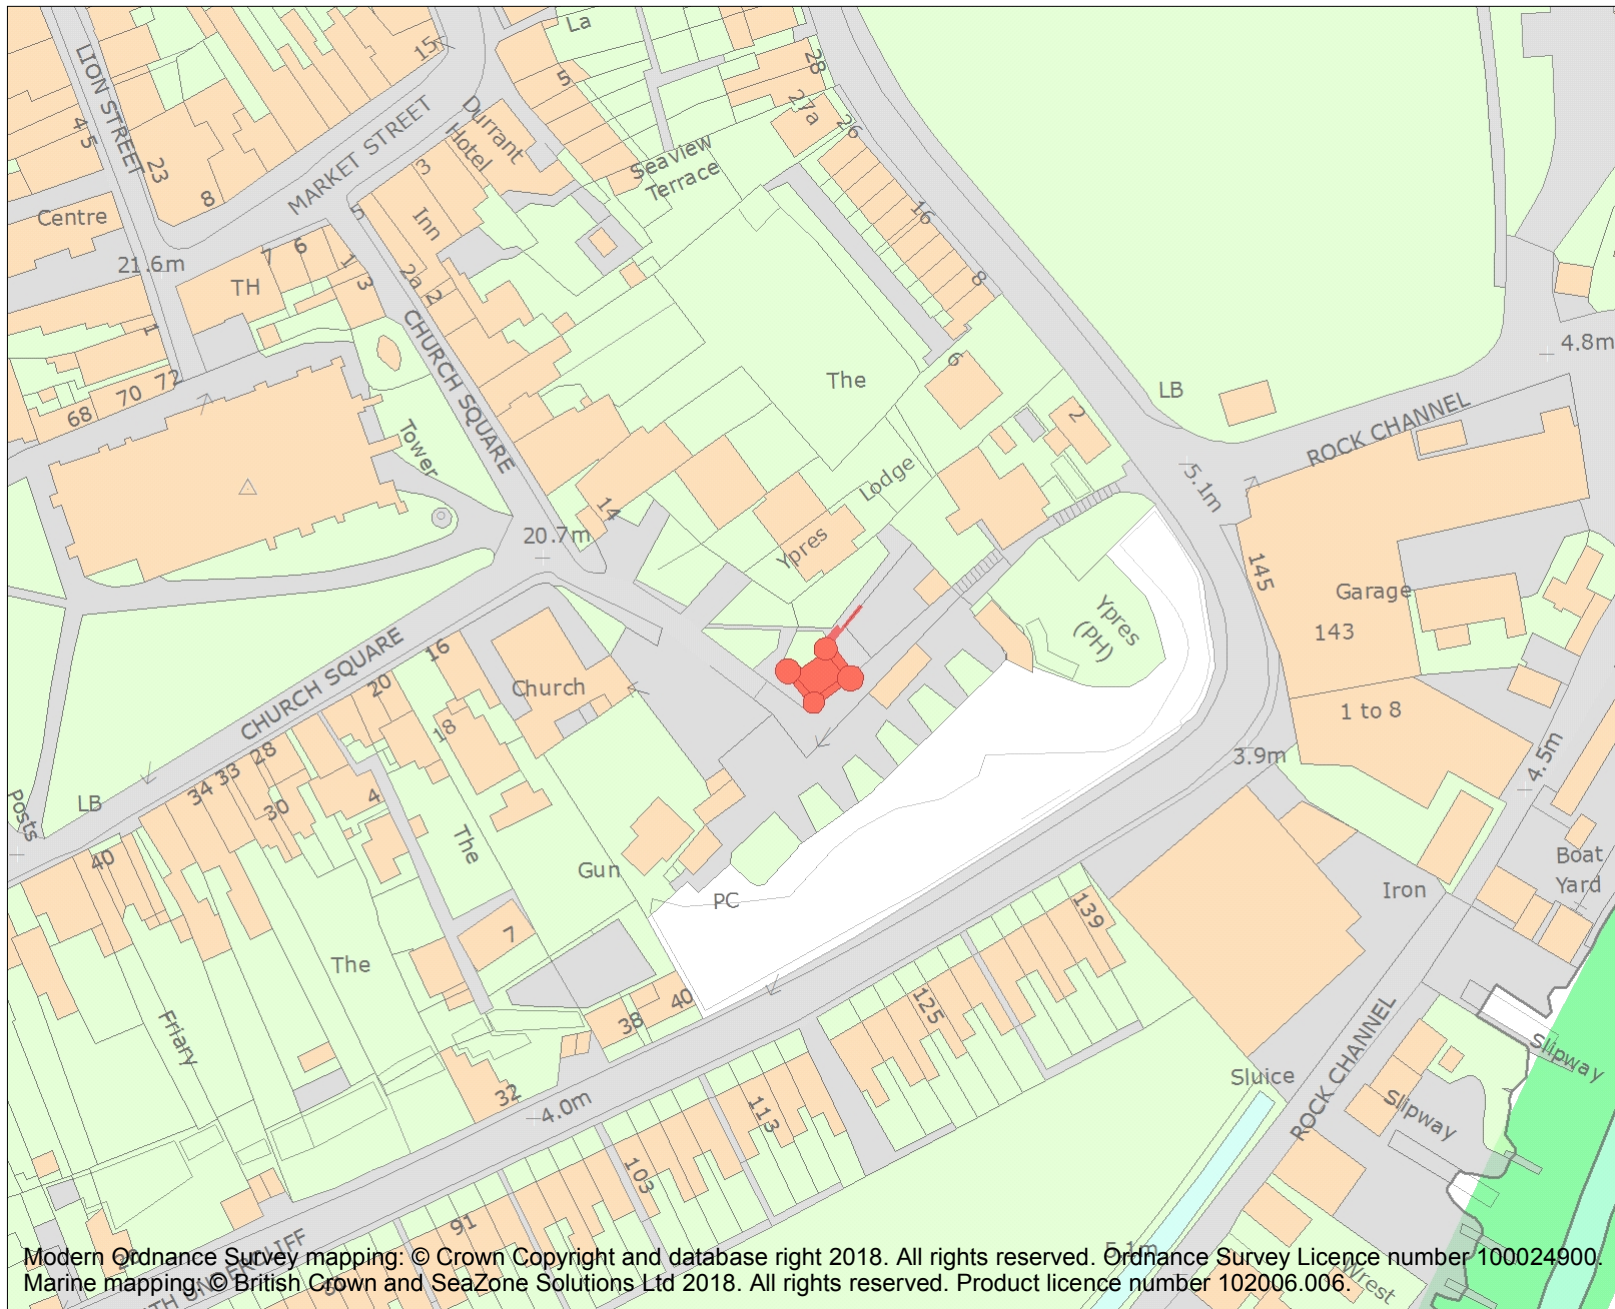 La
15
5
28
LION STREET
4 5
27a
26
MARKET STREET
Durrant
Hotel
Seaview
Terrace
23
8
3
16
Centre
Inn
5
7
6
1
3
21.6m
TH
2a
2
8
4.8m
1
CHURCH SQUARE
The
6
LB
68
70
72
2
ROCK CHANNEL
Tower
Lodge
5.1m
14
20.7m
Ypres
145
Garage
143
Ypres
(PH)
CHURCH SQUARE
16
20
18
Church
1 to 8
3.9m
4.5m
28
33
34
30
4
LB
Posts
40
The
Gun
PC
Iron
Boat
Yard
139
7
The
125
40
38
Friary
32
4.0m
113
Sluice
ROCK CHANNEL
Slipway
Slipway
103
91
5.1m
TH UNDERCLIFF
Wrest
Modern Ordnance Survey mapping: © Crown Copyright and database right 2018. All rights reserved. Ordnance Survey Licence number 100024900.
Marine mapping: © British Crown and SeaZone Solutions Ltd 2018. All rights reserved. Product licence number 102006.006.